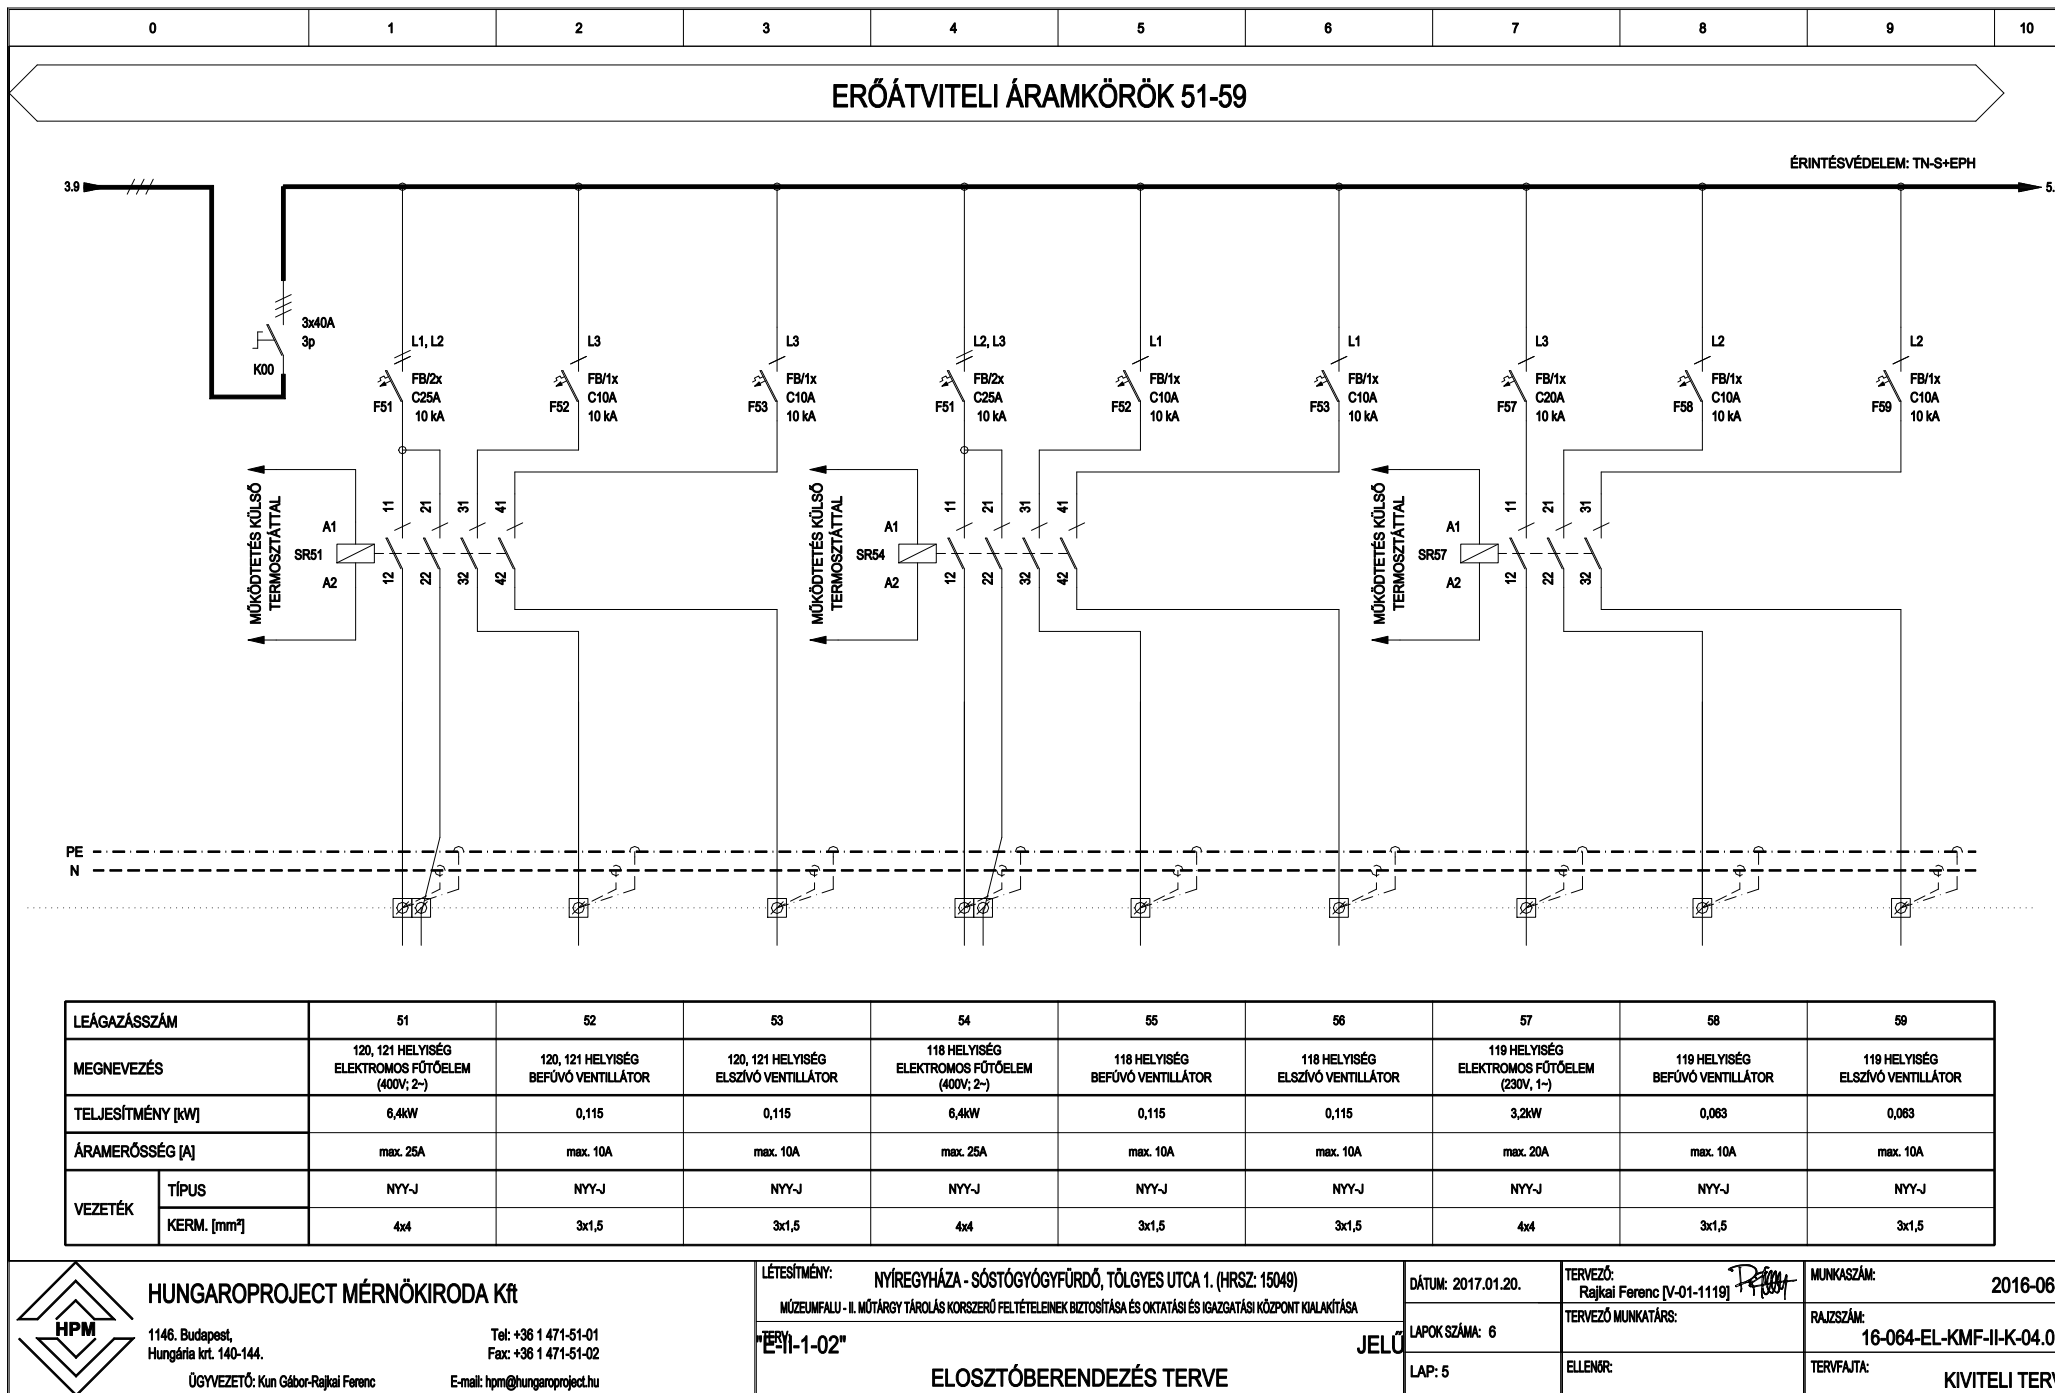 0 1 2 3 4 5 6 7 8 9 10
ERŐÁTVITELI ÁRAMKÖRÖK 51-59
ÉRINTÉSVÉDELEM: TN-S+EPH
3.9
5.
3x40A
3p
K00
L1, L2 L3 L3 L2, L3 L1 L1 L3 L2 L2
FB/2x FB/1x FB/1x FB/2x FB/1x FB/1x FB/1x FB/1x FB/1x
C25A C10A C10A C25A C10A C10A C20A C10A C10A
F51 F52 F53 F51 F52 F53 F57 F58 F59
10 kA 10 kA 10 kA 10 kA 10 kA 10 kA 10 kA 10 kA 10 kA
MŰKÖDTETÉS KÜLSŐ
TERMOSZTÁTTAL
A1
SR51
A2
11 21 31 41
12 22 32 42
MŰKÖDTETÉS KÜLSŐ
TERMOSZTÁTTAL
A1
SR54
A2
11 21 31 41
12 22 32 42
MŰKÖDTETÉS KÜLSŐ
TERMOSZTÁTTAL
A1
SR57
A2
11 21 31
12 22 32
PE
N
LEÁGAZÁSSZÁM 51 52 53 54 55 56 57 58 59
MEGNEVEZÉS
120, 121 HELYISÉG
ELEKTROMOS FŰTŐELEM
(400V; 2~)
120, 121 HELYISÉG
BEFÚVÓ VENTILLÁTOR
120, 121 HELYISÉG
ELSZÍVÓ VENTILLÁTOR
118 HELYISÉG
ELEKTROMOS FŰTŐELEM
(400V; 2~)
118 HELYISÉG
BEFÚVÓ VENTILLÁTOR
118 HELYISÉG
ELSZÍVÓ VENTILLÁTOR
119 HELYISÉG
ELEKTROMOS FŰTŐELEM
(230V, 1~)
119 HELYISÉG
BEFÚVÓ VENTILLÁTOR
119 HELYISÉG
ELSZÍVÓ VENTILLÁTOR
TELJESÍTMÉNY [kW] 6,4kW 0,115 0,115 6,4kW 0,115 0,115 3,2kW 0,063 0,063
ÁRAMERŐSSÉG [A] max. 25A max. 10A max. 10A max. 25A max. 10A max. 10A max. 20A max. 10A max. 10A
VEZETÉK
TÍPUS NYY-J NYY-J NYY-J NYY-J NYY-J NYY-J NYY-J NYY-J NYY-J
KERM. [mm²] 4x4 3x1,5 3x1,5 4x4 3x1,5 3x1,5 4x4 3x1,5 3x1,5
HPM
HUNGAROPROJECT MÉRNÖKIRODA Kft
1146. Budapest,
Hungária krt. 140-144.
Tel: +36 1 471-51-01
Fax: +36 1 471-51-02
ÜGYVEZETŐ: Kun Gábor-Rajkai Ferenc
E-mail: hpm@hungaroproject.hu
LÉTESÍTMÉNY:
NYÍREGYHÁZA - SÓSTÓGYÓGYFÜRDŐ, TÖLGYES UTCA 1. (HRSZ: 15049)
MÚZEUMFALU - II. MŰTÁRGY TÁROLÁS KORSZERŰ FELTÉTELEINEK BIZTOSÍTÁSA ÉS OKTATÁSI ÉS IGAZGATÁSI KÖZPONT KIALAKÍTÁSA
TERV:
"E-II-1-02" JELŰ
ELOSZTÓBERENDEZÉS TERVE
DÁTUM: 2017.01.20.
LAPOK SZÁMA: 6
LAP: 5
TERVEZŐ:
Rajkai Ferenc [V-01-1119]
TERVEZŐ MUNKATÁRS:
ELLENőR:
MUNKASZÁM:
2016-06
RAJZSZÁM:
16-064-EL-KMF-II-K-04.0
TERVFAJTA:
KIVITELI TERV